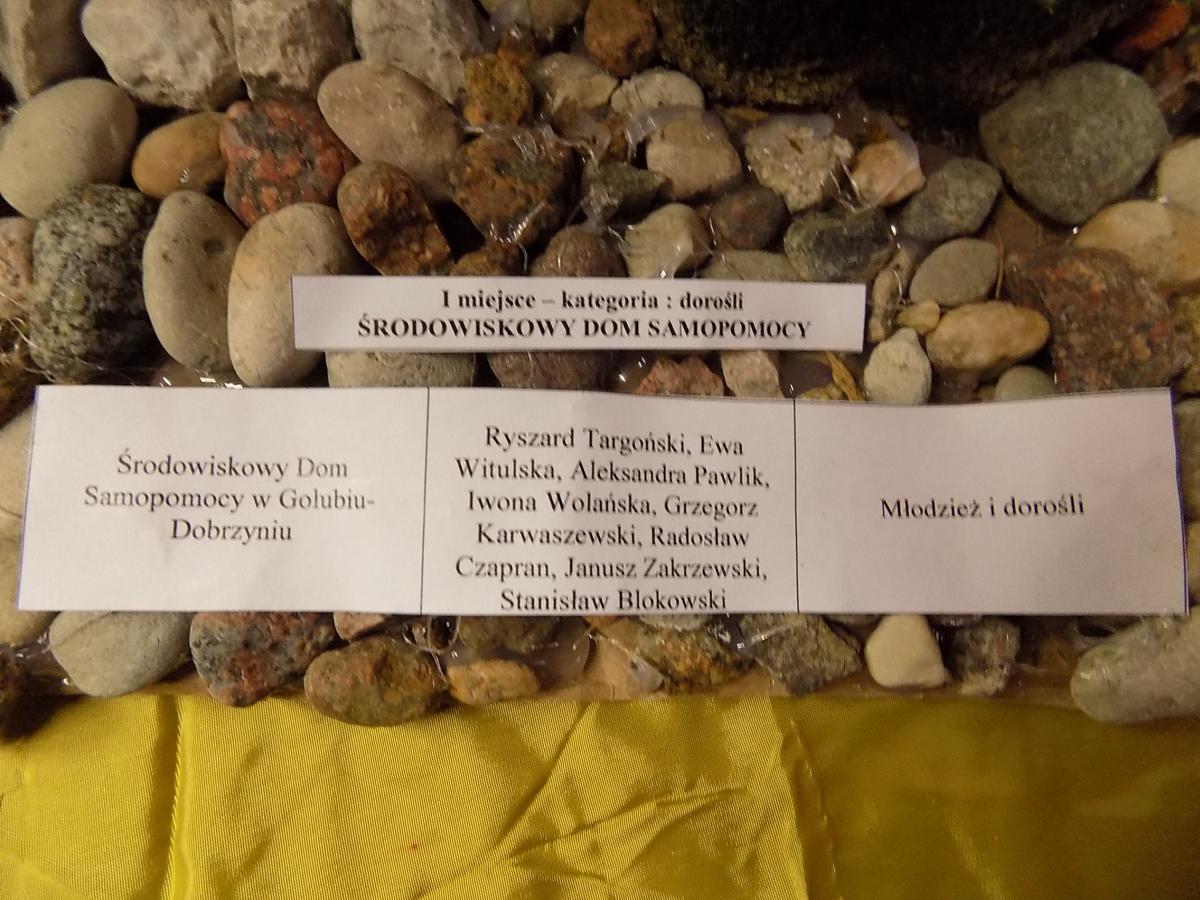 I miejsce – kategoria : dorośli
ŚRODOWISKOWY DOM SAMOPOMOCY
Środowiskowy Dom
Samopomocy w Golubiu-
Dobrzyniu
Ryszard Targoński, Ewa
Witulska, Aleksandra Pawlik,
Iwona Wolańska, Grzegorz
Karwaszewski, Radosław
Czapran, Janusz Zakrzewski,
Stanisław Blokowski
Młodzież i dorośli